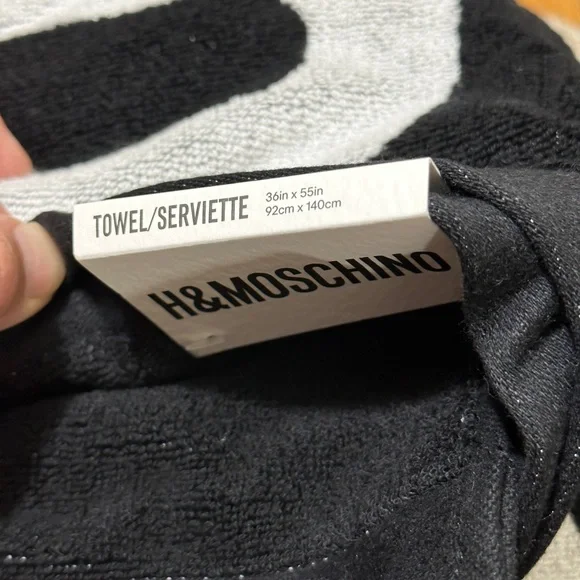 TOWEL/SERVIETTE
36in x 55in
92cm x 140cm
H&MOSCHINO